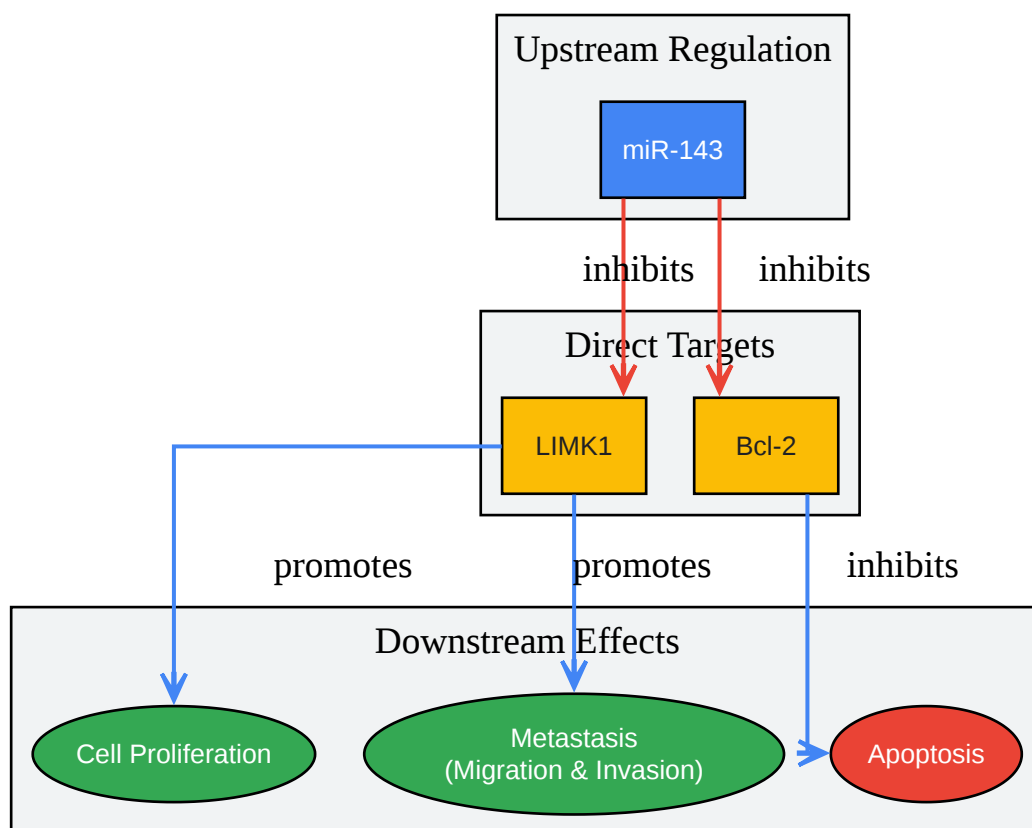 Upstream Regulation
miR-143
inhibits
inhibits
Direct Targets
LIMK1
Bcl-2
promotes
promotes
inhibits
Downstream Effects
Cell Proliferation
Metastasis
(Migration & Invasion)
Apoptosis